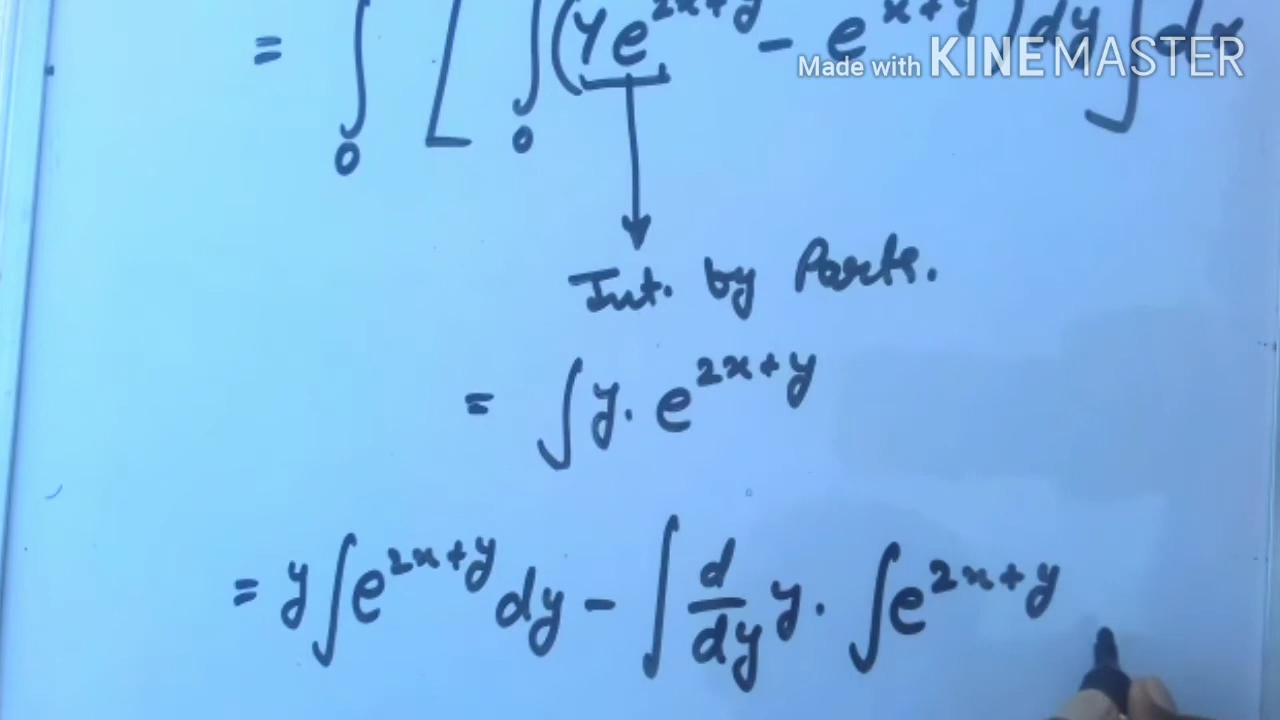 = ∫₀ [ ∫₀ (ye^{2x+y} - e^{x+y}) dy ] dx
Made with KINEMASTER
Int. by Parts.
= ∫ y. e^{2x+y}
= y ∫ e^{2x+y} dy - ∫ d/dy y. ∫ e^{2x+y}